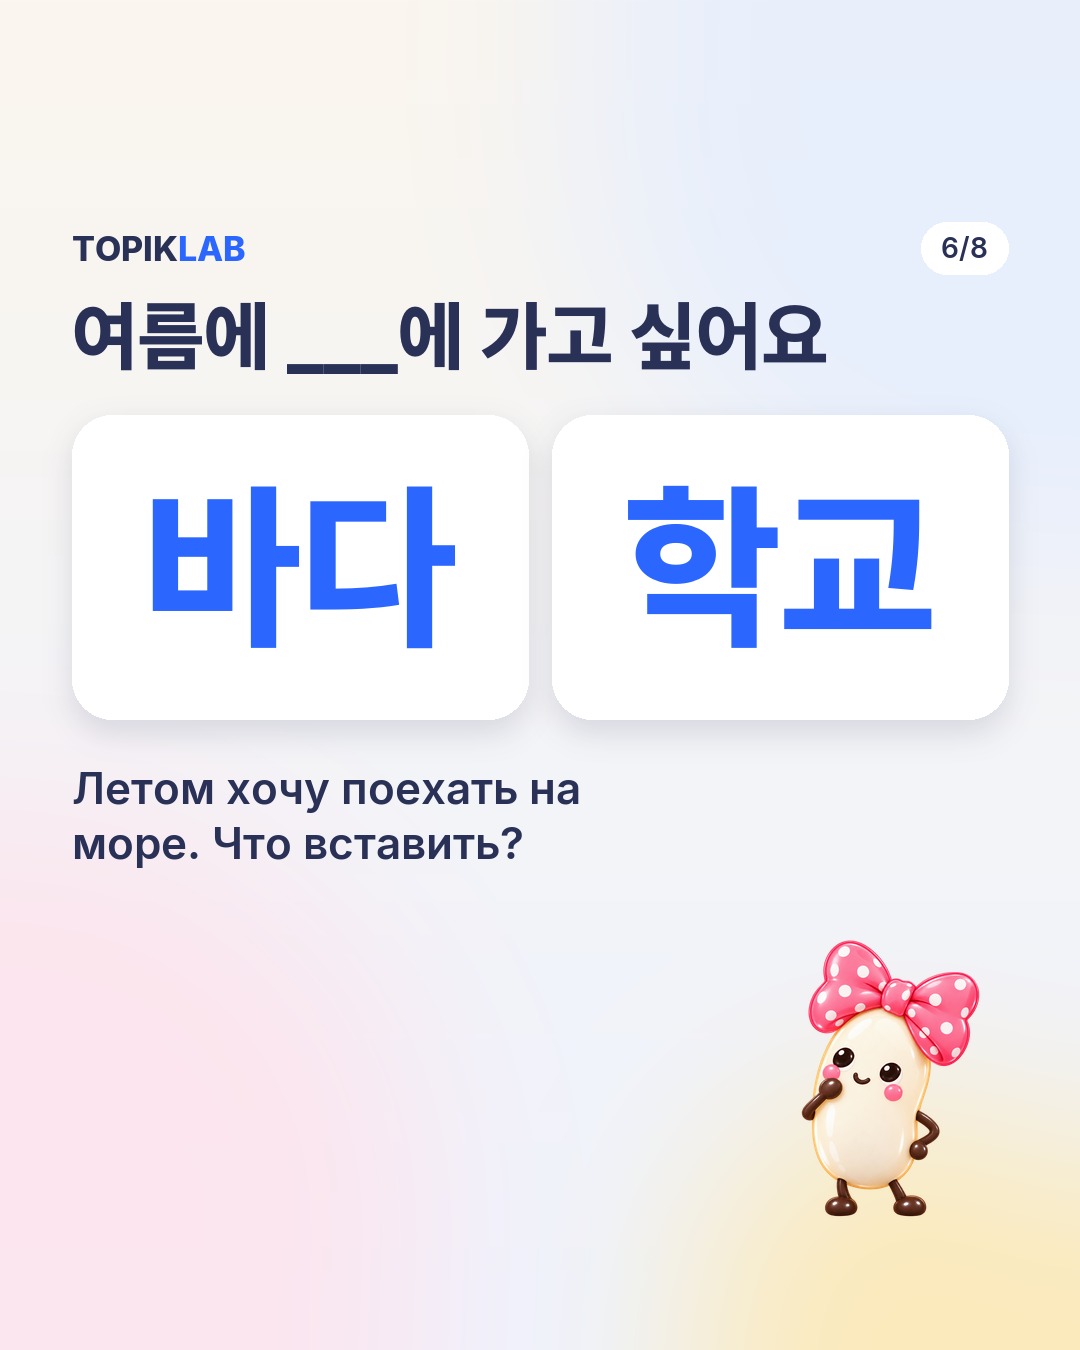 TOPIKLAB
6/8
여름에 ___에 가고 싶어요
바다
학교
Летом хочу поехать на
море. Что вставить?